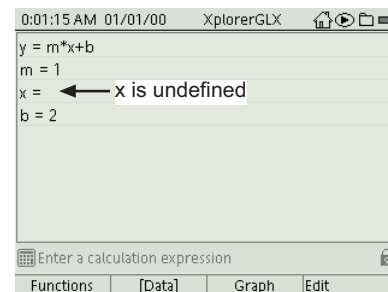 0:01:15 AM 01/01/00 XplorerGLX
y = m*x+b
m = 1
x = x is undefined
b = 2
Enter a calculation expression
Functions [Data] Graph Edit